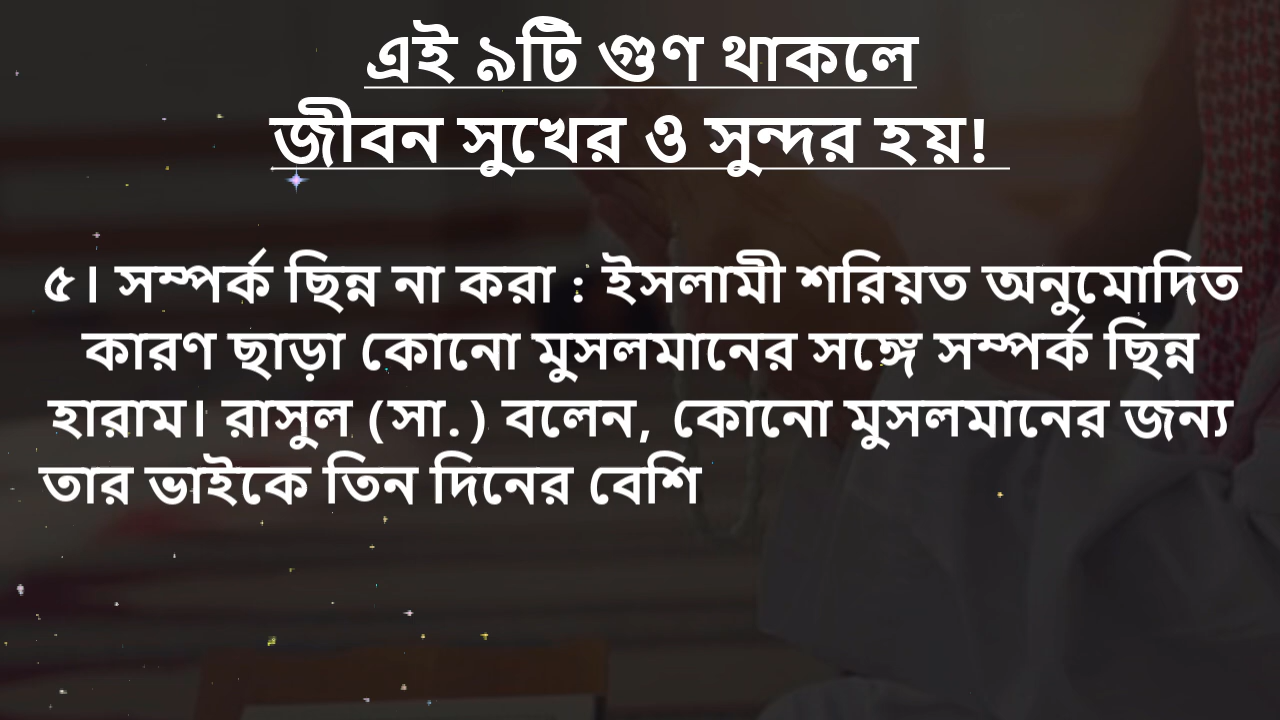 এই ৯টি গুণ থাকলে
জীবন সুখের ও সুন্দর হয়!
৫। সম্পর্ক ছিন্ন না করা : ইসলামী শরিয়ত অনুমোদিত
কারণ ছাড়া কোনো মুসলমানের সঙ্গে সম্পর্ক ছিন্ন
হারাম। রাসুল (সা.) বলেন, কোনো মুসলমানের জন্য
তার ভাইকে তিন দিনের বেশি